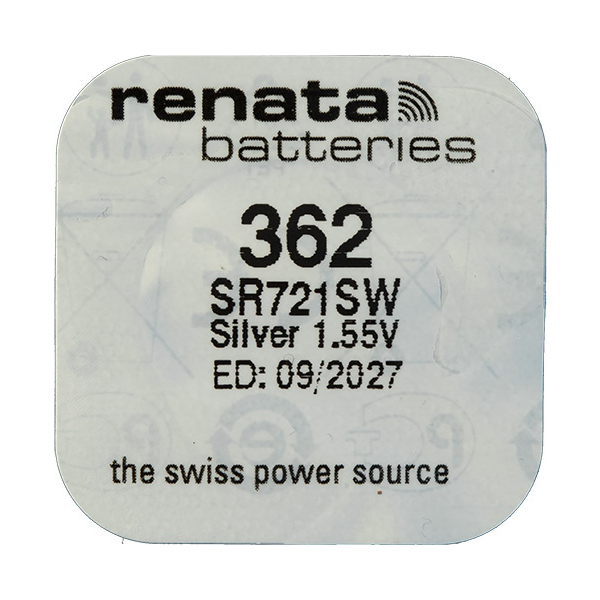 renata
batteries
362
SR721SW
Silver 1.55V
ED: 09/2027
the swiss power source